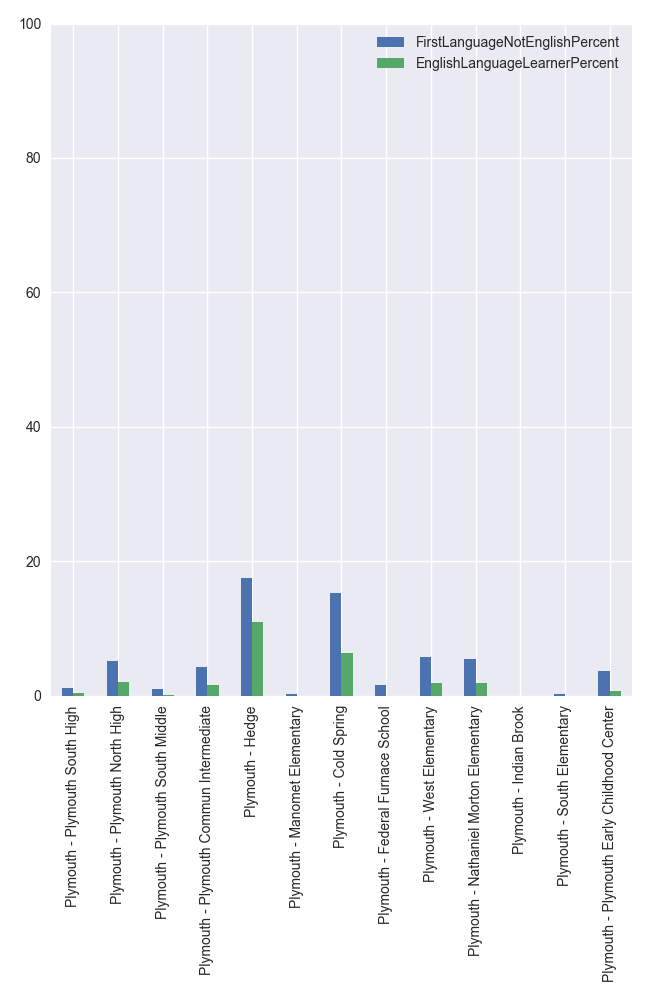 100
80
60
40
20
0
FirstLanguageNotEnglishPercent
EnglishLanguageLearnerPercent
Plymouth - Plymouth South High
Plymouth - Plymouth North High
Plymouth - Plymouth South Middle
Plymouth - Plymouth Commun Intermediate
Plymouth - Hedge
Plymouth - Manomet Elementary
Plymouth - Cold Spring
Plymouth - Federal Furnace School
Plymouth - West Elementary
Plymouth - Nathaniel Morton Elementary
Plymouth - Indian Brook
Plymouth - South Elementary
Plymouth - Plymouth Early Childhood Center